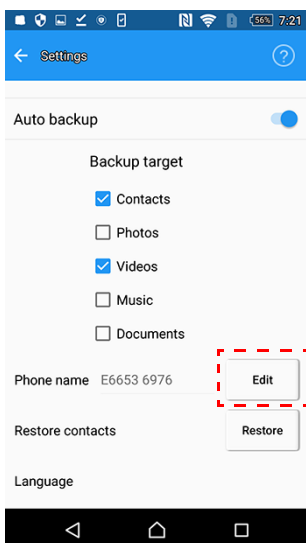 56% 7:21
Settings ?
Auto backup
Backup target
Contacts
Photos
Videos
Music
Documents
Phone name E6653 6976 Edit
Restore contacts Restore
Language